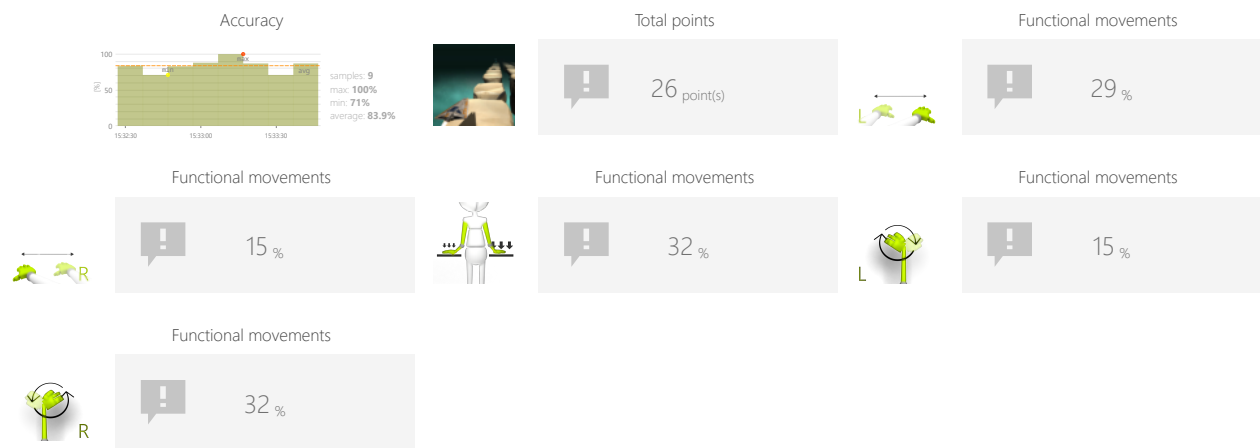 Accuracy
100
50
0
[%]
min
max
avg
15:32:30
15:33:00
15:33:30
samples: 9
max: 100%
min: 71%
average: 83.9%
Total points
26 point(s)
Functional movements
L
29 %
Functional movements
R
15 %
Functional movements
32 %
Functional movements
L
15 %
Functional movements
R
32 %